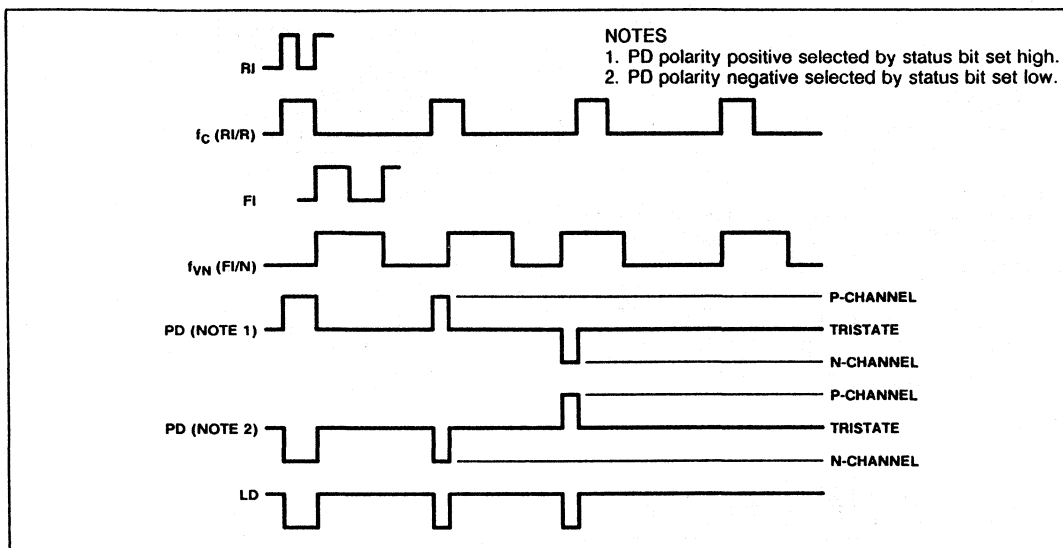 NOTES
1. PD polarity positive selected by status bit set high.
2. PD polarity negative selected by status bit set low.
RI
fC (RI/R)
FI
fVN (FI/N)
PD (NOTE 1)
P-CHANNEL
TRISTATE
N-CHANNEL
PD (NOTE 2)
P-CHANNEL
TRISTATE
N-CHANNEL
LD